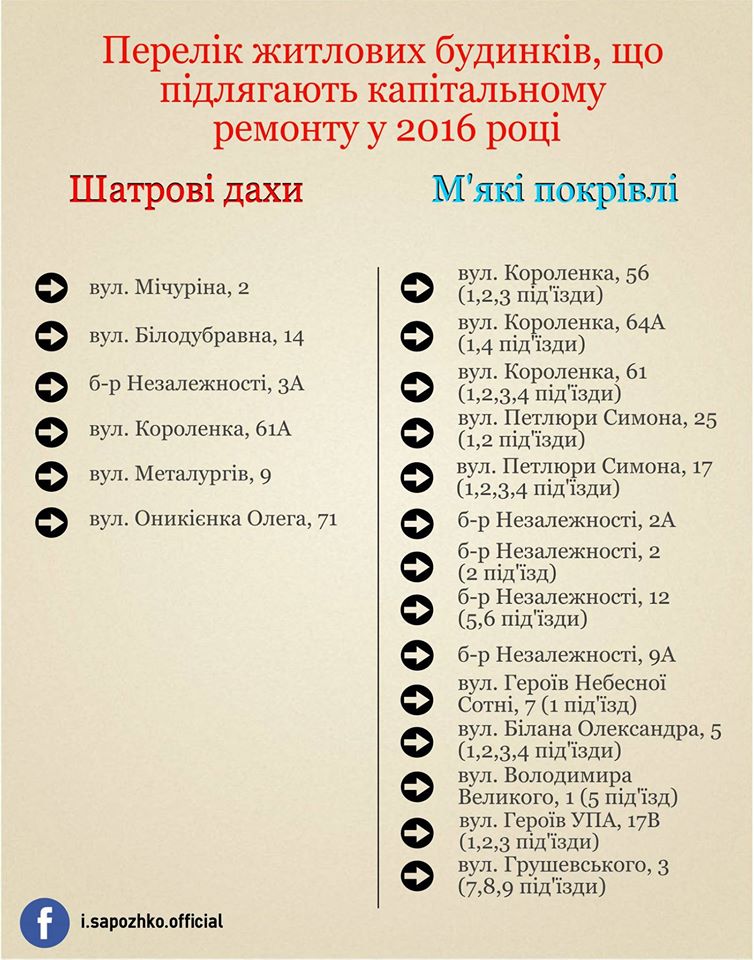 Перелік житлових будинків, що
підлягають капітальному
ремонту у 2016 році
Шатрові дахи
вул. Мічуріна, 2
вул. Білодубравна, 14
б-р Незалежності, 3А
вул. Короленка, 61А
вул. Металургів, 9
вул. Оникієнка Олега, 71
М'які покрівлі
вул. Короленка, 56
(1,2,3 під'їзди)
вул. Короленка, 64А
(1,4 під'їзди)
вул. Короленка, 61
(1,2,3,4 під'їзди)
вул. Петлюри Симона, 25
(1,2 під'їзди)
вул. Петлюри Симона, 17
(1,2,3,4 під'їзди)
б-р Незалежності, 2А
б-р Незалежності, 2
(2 під'їзд)
б-р Незалежності, 12
(5,6 під'їзди)
б-р Незалежності, 9А
вул. Героїв Небесної
Сотні, 7 (1 під'їзд)
вул. Білана Олександра, 5
(1,2,3,4 під'їзди)
вул. Володимира
Великого, 1 (5 під'їзд)
вул. Героїв УПА, 17В
(1,2,3 під'їзди)
вул. Грушевського, 3
(7,8,9 під'їзди)
i.sapozhko.official